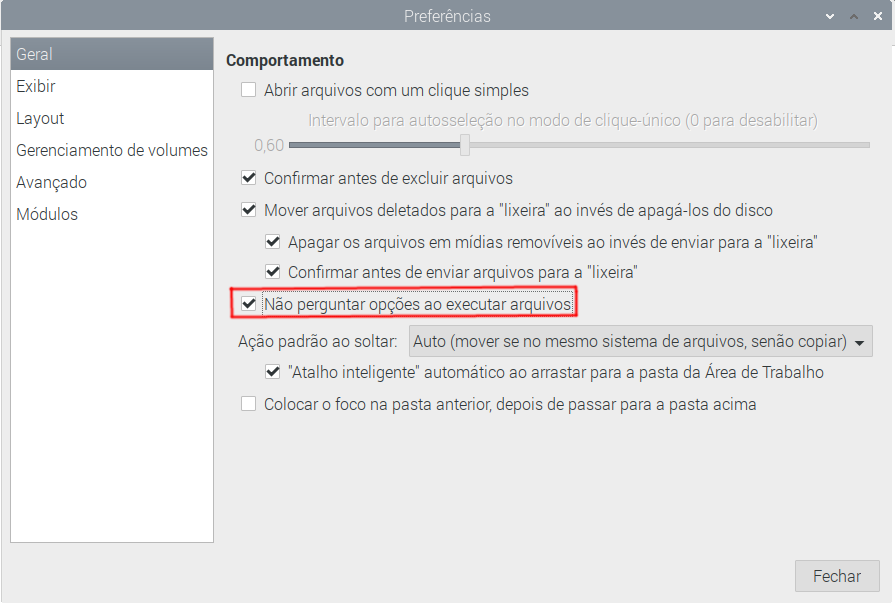 Preferências
Geral
Exibir
Layout
Gerenciamento de volumes
Avançado
Módulos
Comportamento
Abrir arquivos com um clique simples
Intervalo para autosseleção no modo de clique-único (0 para desabilitar)
0,60
Confirmar antes de excluir arquivos
Mover arquivos deletados para a "lixeira" ao invés de apagá-los do disco
Apagar os arquivos em mídias removíveis ao invés de enviar para a "lixeira"
Confirmar antes de enviar arquivos para a "lixeira"
Não perguntar opções ao executar arquivos
Ação padrão ao soltar: Auto (mover se no mesmo sistema de arquivos, senão copiar)
"Atalho inteligente" automático ao arrastar para a pasta da Área de Trabalho
Colocar o foco na pasta anterior, depois de passar para a pasta acima
Fechar